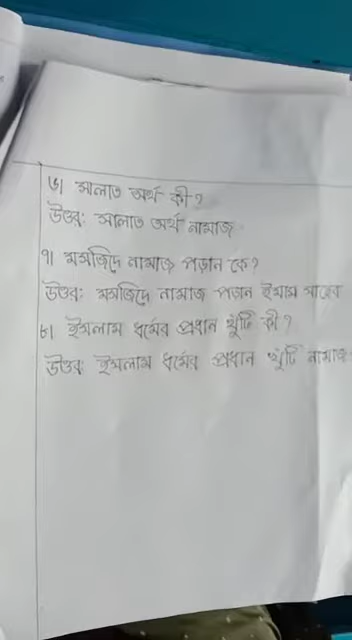 ৬। সালাত অর্থ কী?
উত্তর: সালাত অর্থ নামাজ
৭। মসজিদে নামাজ পড়ান কে?
উত্তর: মসজিদে নামাজ পড়ান ইমাম সাহেব
৮। ইসলাম ধর্মের প্রধান খুঁটি কী?
উত্তর: ইসলাম ধর্মের প্রধান খুঁটি নামাজ